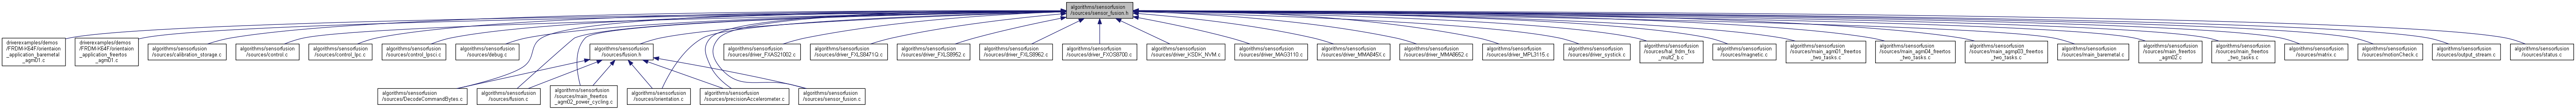 algorithms/sensorfusion
/sources/sensor_fusion.h
driverexamples/demos
/FRDM-K64F/orientaion
_application_baremetal
_agm01.c
driverexamples/demos
/FRDM-K64F/orientaion
_application_freertos
_agm01.c
algorithms/sensorfusion
/sources/calibration_storage.c
algorithms/sensorfusion
/sources/control.c
algorithms/sensorfusion
/sources/control_lpc.c
algorithms/sensorfusion
/sources/control_lpsci.c
algorithms/sensorfusion
/sources/debug.c
algorithms/sensorfusion
/sources/fusion.h
algorithms/sensorfusion
/sources/driver_FXAS21002.c
algorithms/sensorfusion
/sources/driver_FXLS8471Q.c
algorithms/sensorfusion
/sources/driver_FXLS8952.c
algorithms/sensorfusion
/sources/driver_FXLS8962.c
algorithms/sensorfusion
/sources/driver_FXOS8700.c
algorithms/sensorfusion
/sources/driver_KSDK_NVM.c
algorithms/sensorfusion
/sources/driver_MAG3110.c
algorithms/sensorfusion
/sources/driver_MMA845X.c
algorithms/sensorfusion
/sources/driver_MMA8652.c
algorithms/sensorfusion
/sources/driver_MPL3115.c
algorithms/sensorfusion
/sources/driver_systick.c
algorithms/sensorfusion
/sources/hal_frdm_fxs
_mult2_b.c
algorithms/sensorfusion
/sources/magnetic.c
algorithms/sensorfusion
/sources/main_agm01_freertos
_two_tasks.c
algorithms/sensorfusion
/sources/main_agm04_freertos
_two_tasks.c
algorithms/sensorfusion
/sources/main_agmp03_freertos
_two_tasks.c
algorithms/sensorfusion
/sources/main_baremetal.c
algorithms/sensorfusion
/sources/main_freertos
_agm02.c
algorithms/sensorfusion
/sources/main_freertos
_two_tasks.c
algorithms/sensorfusion
/sources/matrix.c
algorithms/sensorfusion
/sources/motionCheck.c
algorithms/sensorfusion
/sources/output_stream.c
algorithms/sensorfusion
/sources/status.c
algorithms/sensorfusion
/sources/DecodeCommandBytes.c
algorithms/sensorfusion
/sources/fusion.c
algorithms/sensorfusion
/sources/main_freertos
_agm02_power_cycling.c
algorithms/sensorfusion
/sources/orientation.c
algorithms/sensorfusion
/sources/precisionAccelerometer.c
algorithms/sensorfusion
/sources/sensor_fusion.c